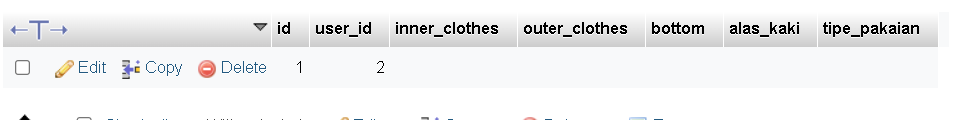 id user_id inner_clothes outer_clothes bottom alas_kaki tipe_pakaian
Edit Copy Delete 1 2